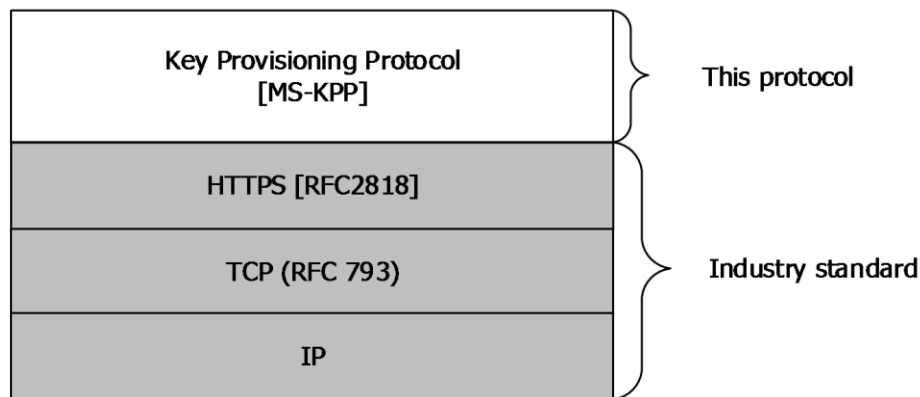 Key Provisioning Protocol
[MS-KPP]
This protocol
HTTPS [RFC2818]
TCP (RFC 793)
Industry standard
IP